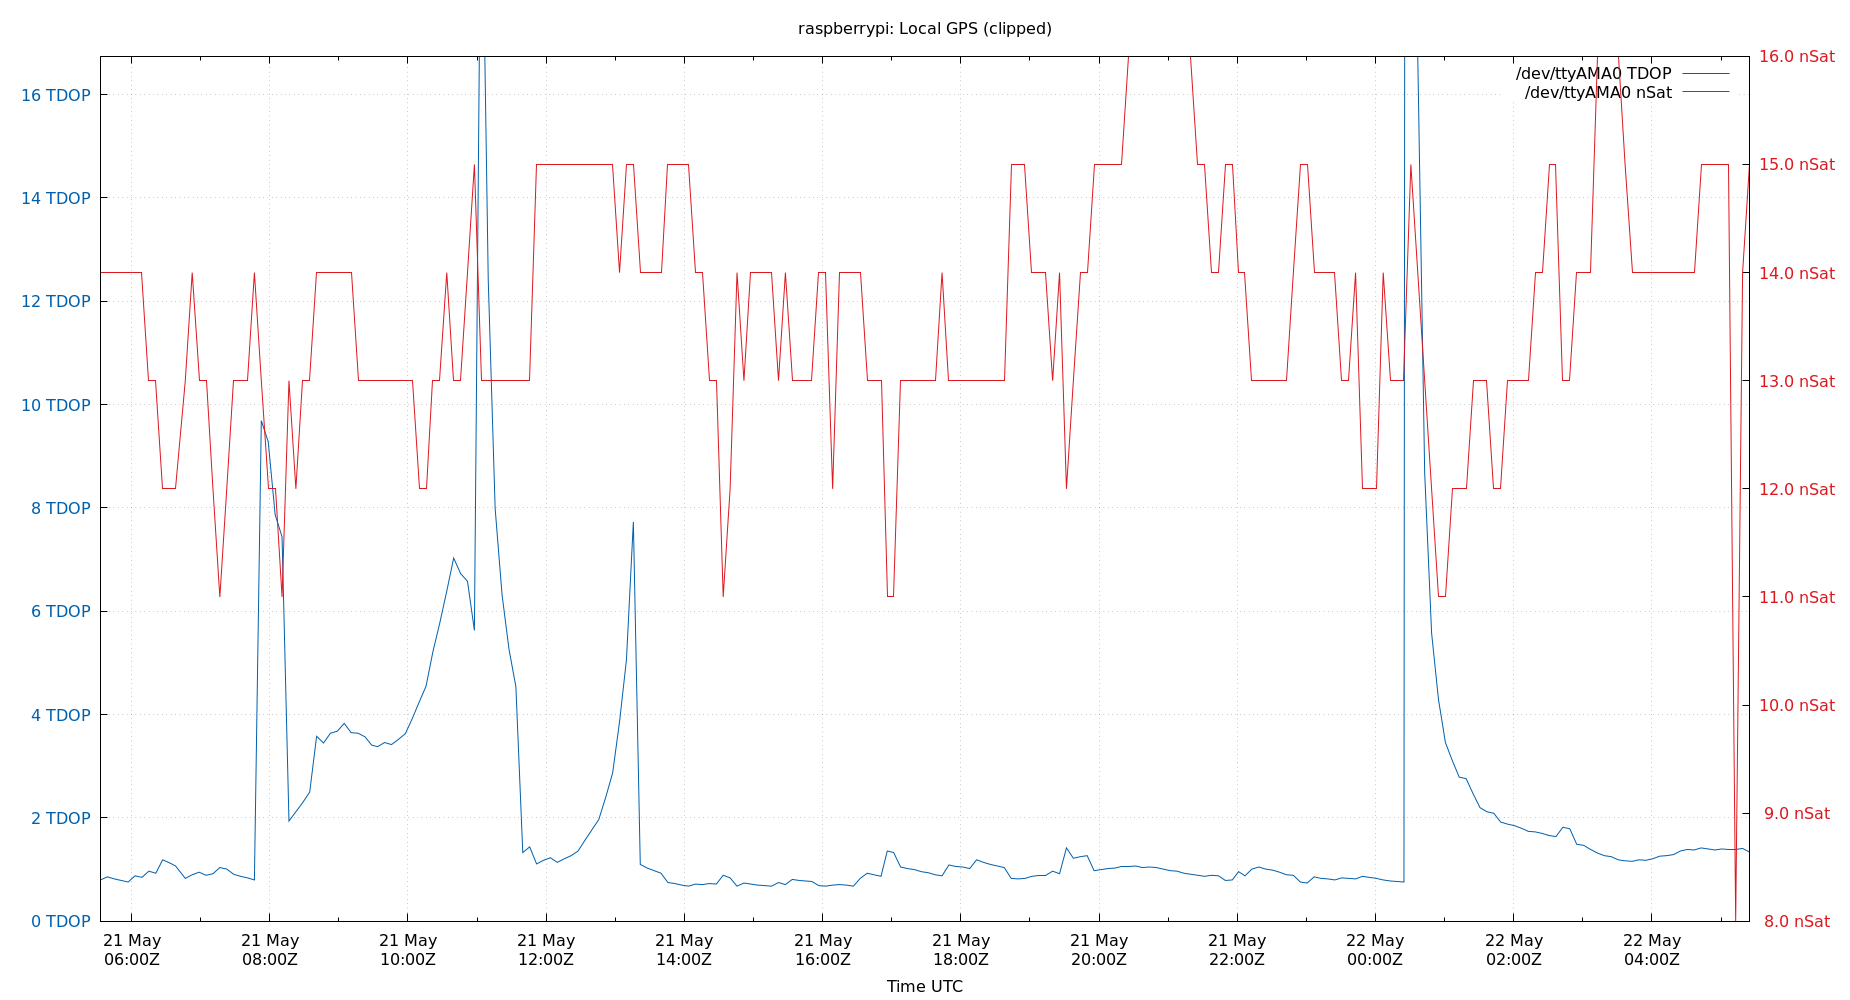 raspberrypi: Local GPS (clipped)
/dev/ttyAMA0 TDOP
/dev/ttyAMA0 nSat
16 TDOP
14 TDOP
12 TDOP
10 TDOP
8 TDOP
6 TDOP
4 TDOP
2 TDOP
0 TDOP
16.0 nSat
15.0 nSat
14.0 nSat
13.0 nSat
12.0 nSat
11.0 nSat
10.0 nSat
9.0 nSat
8.0 nSat
21 May 21 May 21 May 21 May 21 May 21 May 21 May 21 May 21 May 22 May 22 May 22 May
06:00Z 08:00Z 10:00Z 12:00Z 14:00Z 16:00Z 18:00Z 20:00Z 22:00Z 00:00Z 02:00Z 04:00Z
Time UTC